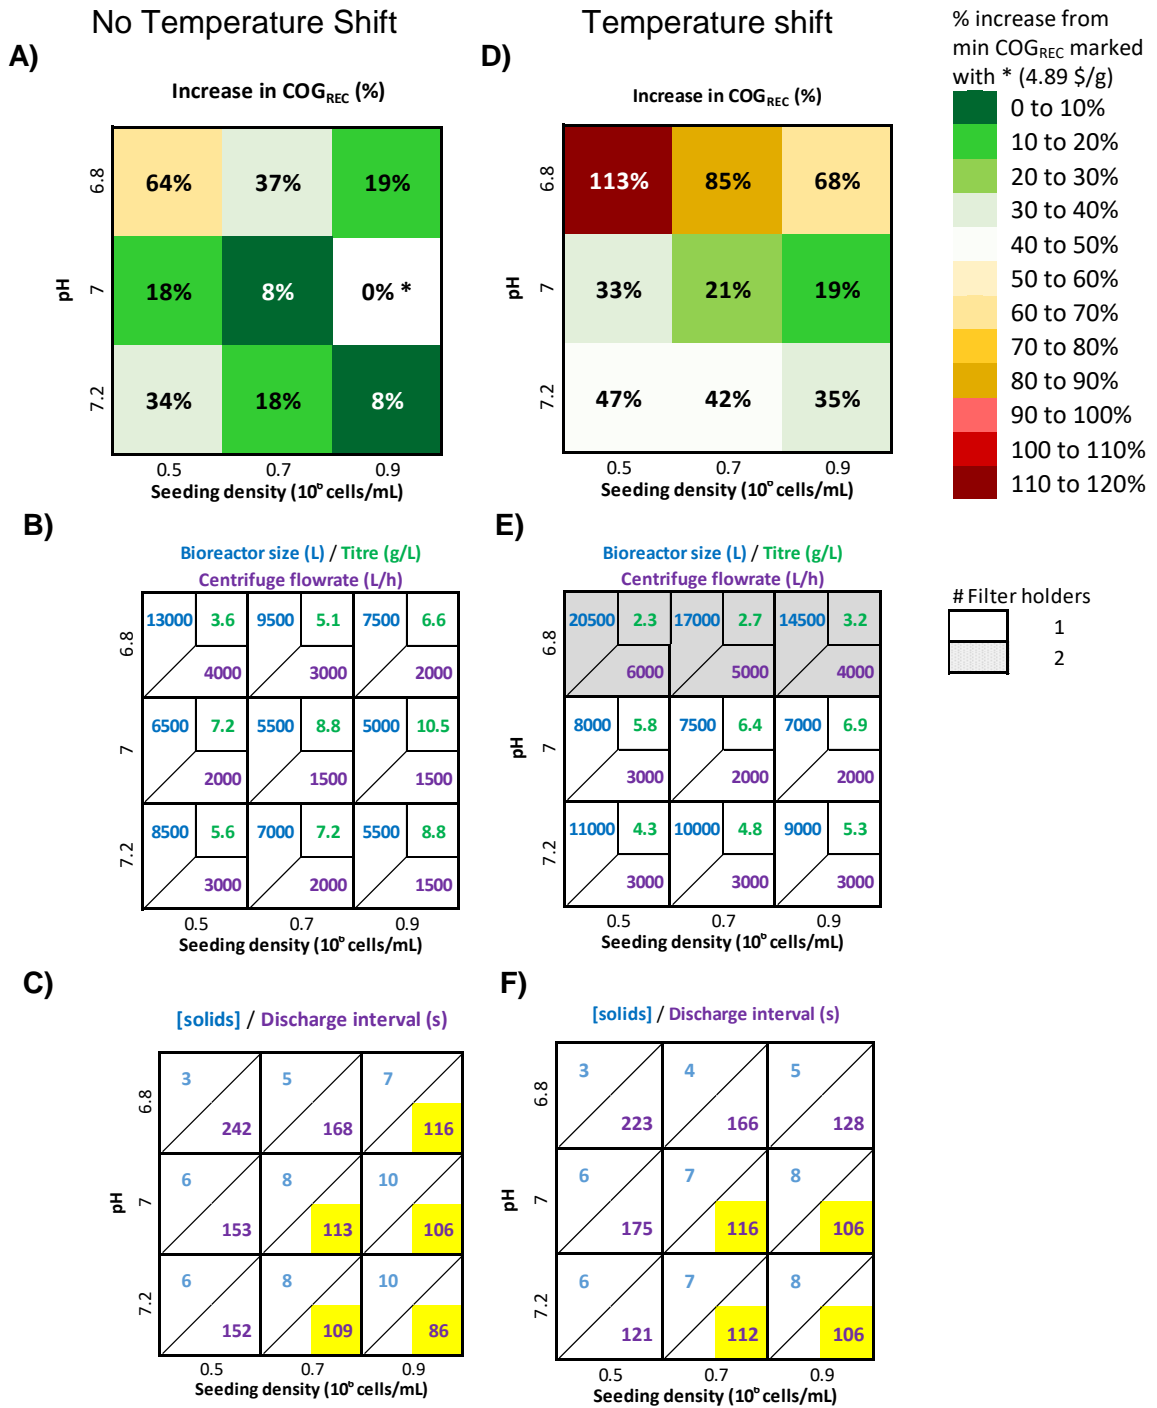 No Temperature Shift
Temperature shift
% increase from
min COG_REC marked
with * (4.89 $/g)
0 to 10%
10 to 20%
20 to 30%
30 to 40%
40 to 50%
50 to 60%
60 to 70%
70 to 80%
80 to 90%
90 to 100%
100 to 110%
110 to 120%
A)
Increase in COG_REC (%)
6.8
64% 37% 19%
pH
7
18% 8% 0% *
7.2
34% 18% 8%
0.5 0.7 0.9
Seeding density (10⁶ cells/mL)
D)
Increase in COG_REC (%)
6.8
113% 85% 68%
7
33% 21% 19%
7.2
47% 42% 35%
0.5 0.7 0.9
Seeding density (10⁶ cells/mL)
B)
Bioreactor size (L) / Titre (g/L)
Centrifuge flowrate (L/h)
6.8
13000 3.6 9500 5.1 7500 6.6
4000 3000 2000
7
6500 7.2 5500 8.8 5000 10.5
2000 1500 1500
7.2
8500 5.6 7000 7.2 5500 8.8
3000 2000 1500
0.5 0.7 0.9
Seeding density (10⁶ cells/mL)
E)
Bioreactor size (L) / Titre (g/L)
Centrifuge flowrate (L/h)
6.8
20500 2.3 17000 2.7 14500 3.2
6000 5000 4000
pH
7
8000 5.8 7500 6.4 7000 6.9
3000 2000 2000
7.2
11000 4.3 10000 4.8 9000 5.3
3000 3000 3000
0.5 0.7 0.9
Seeding density (10⁶ cells/mL)
# Filter holders
1
2
C)
[solids] / Discharge interval (s)
6.8
3 5 7
242 168 116
pH
7
6 8 10
153 113 106
7.2
6 8 10
152 109 86
0.5 0.7 0.9
Seeding density (10⁶ cells/mL)
F)
[solids] / Discharge interval (s)
6.8
3 4 5
223 166 128
pH
7
6 7 8
175 116 106
7.2
6 7 8
121 112 106
0.5 0.7 0.9
Seeding density (10⁶ cells/mL)